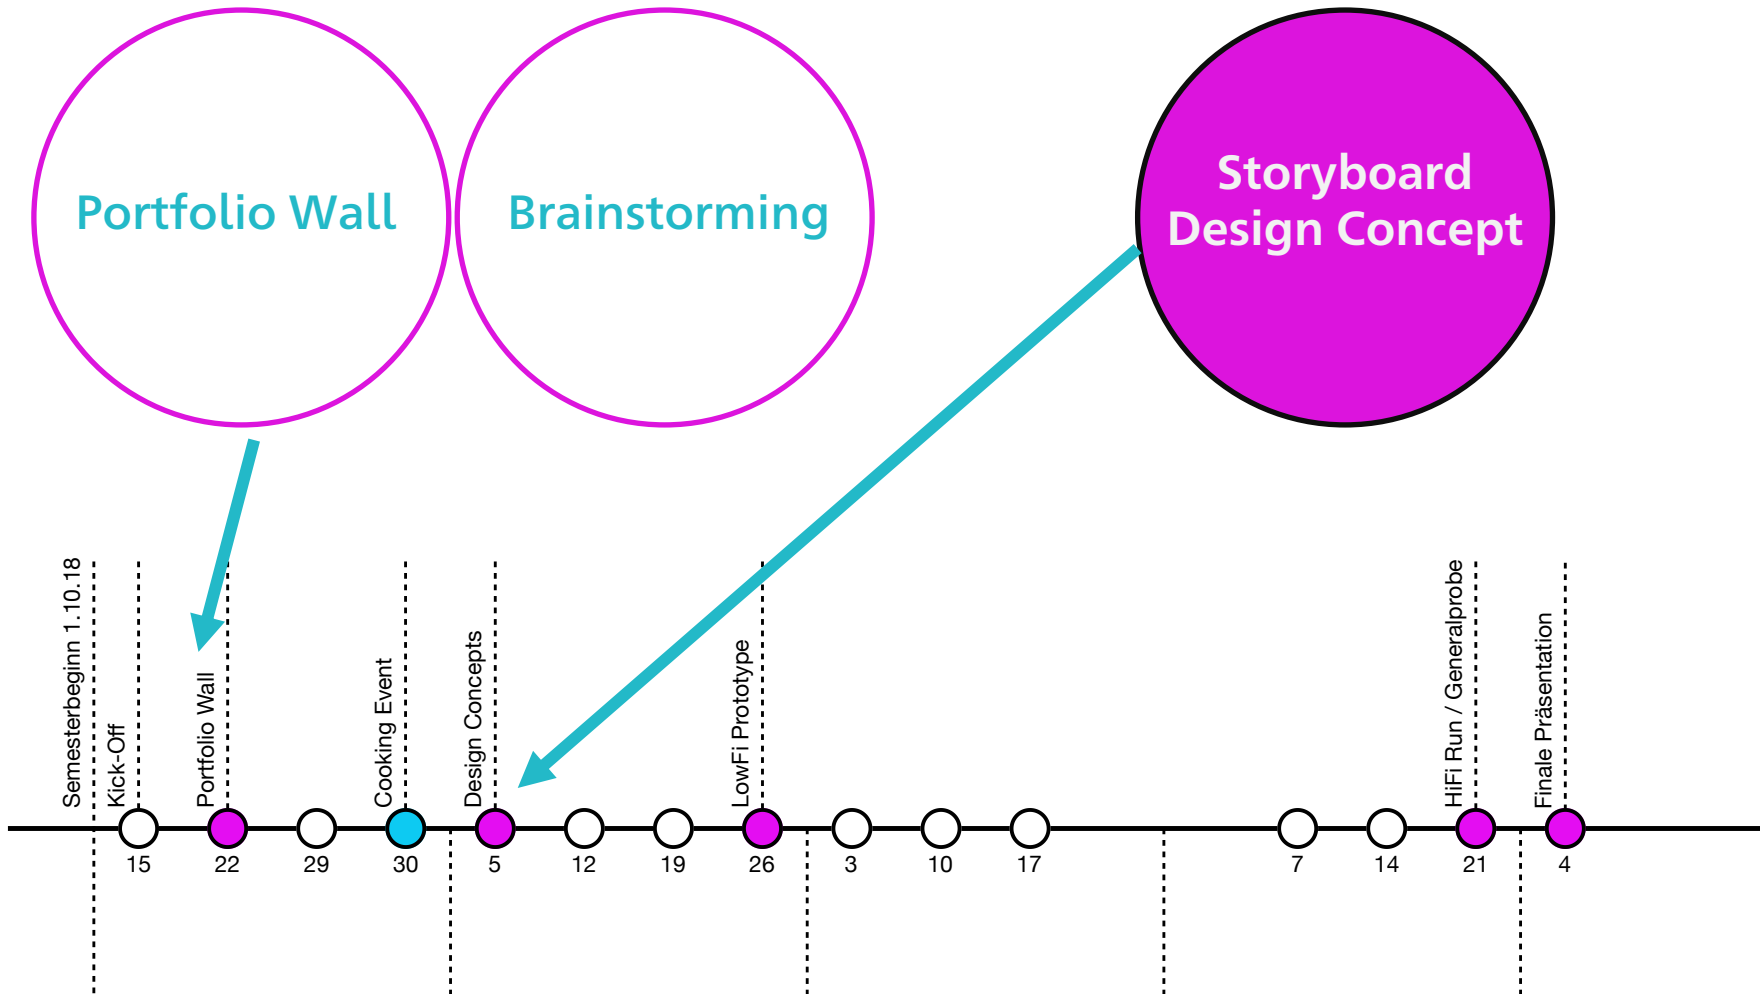 Portfolio Wall
Brainstorming
Storyboard
Design Concept
Semesterbeginn 1.10.18
Kick-Off
Portfolio Wall
Cooking Event
Design Concepts
LowFi Prototype
HiFi Run / Generalprobe
Finale Präsentation
15
22
29
30
5
12
19
26
3
10
17
7
14
21
4